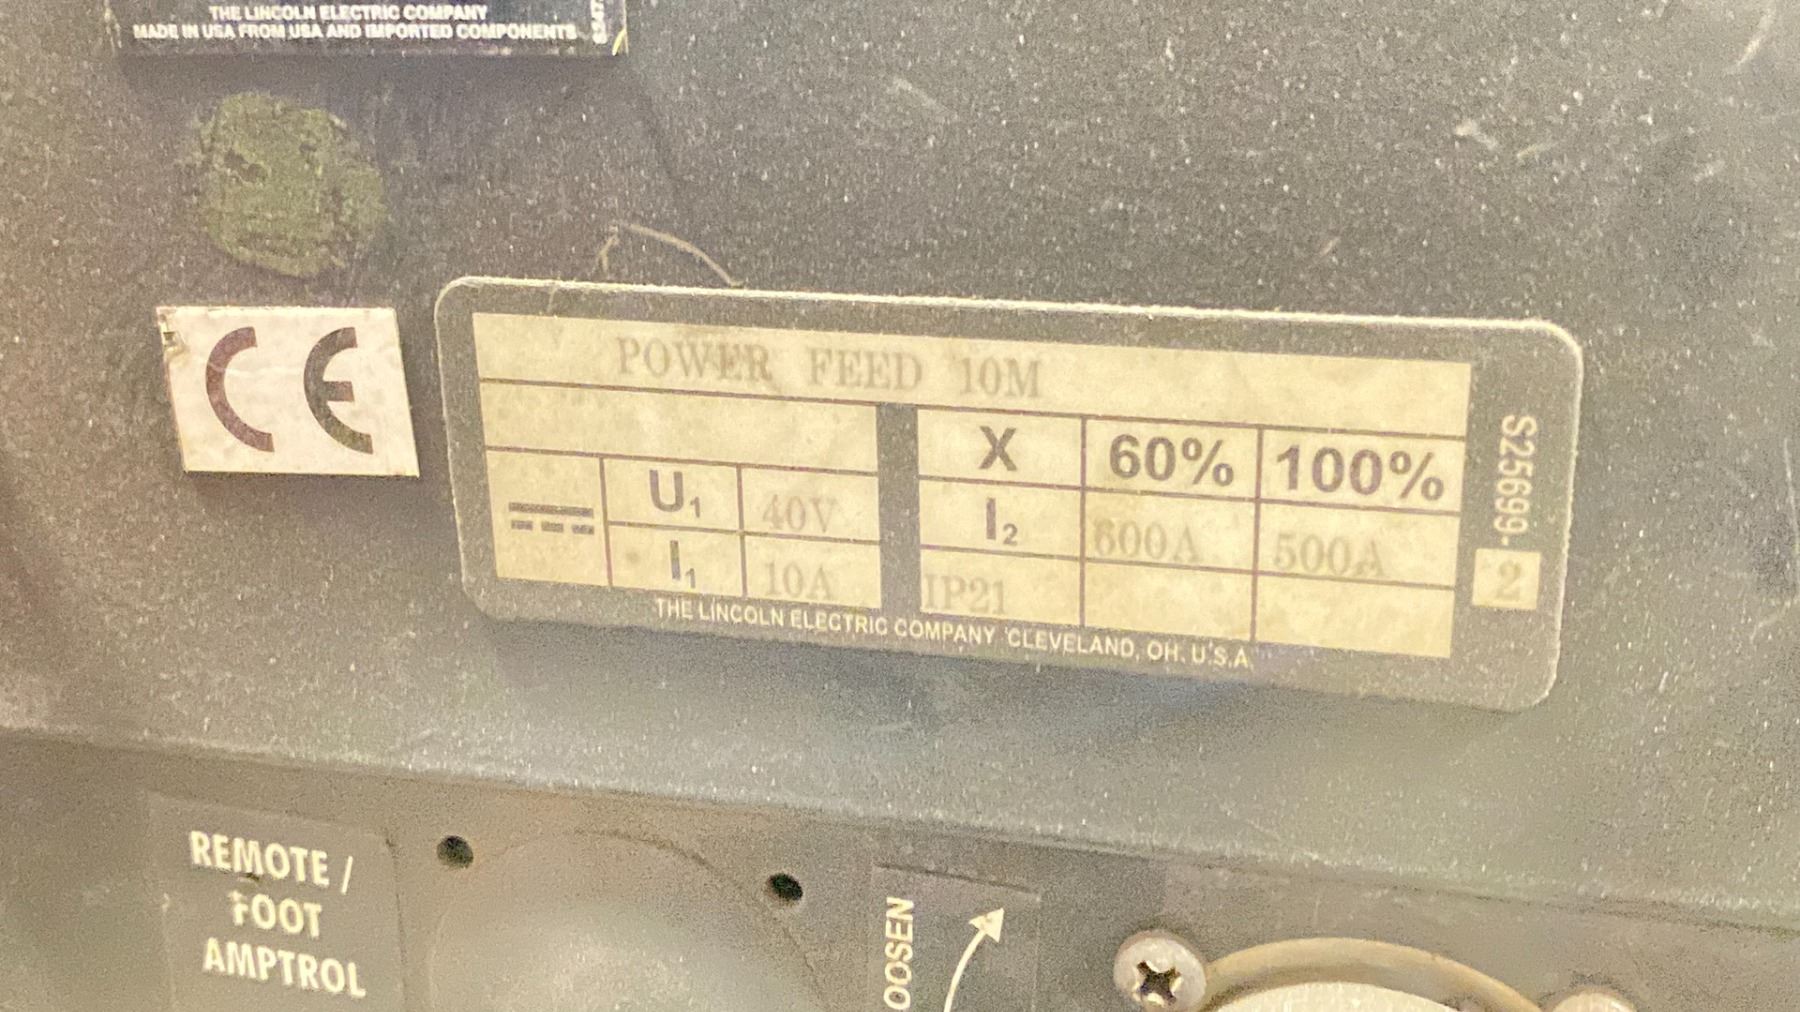 THE LINCOLN ELECTRIC COMPANY
MADE IN USA FROM USA AND IMPORTED COMPONENTS
CE
POWER FEED 10M
X 60% 100%
U1 40V
I2 600A 500A
I1 10A
IP21
THE LINCOLN ELECTRIC COMPANY CLEVELAND, OH. U.S.A.
S25699-2
REMOTE /
FOOT
AMPTROL
OOSEN